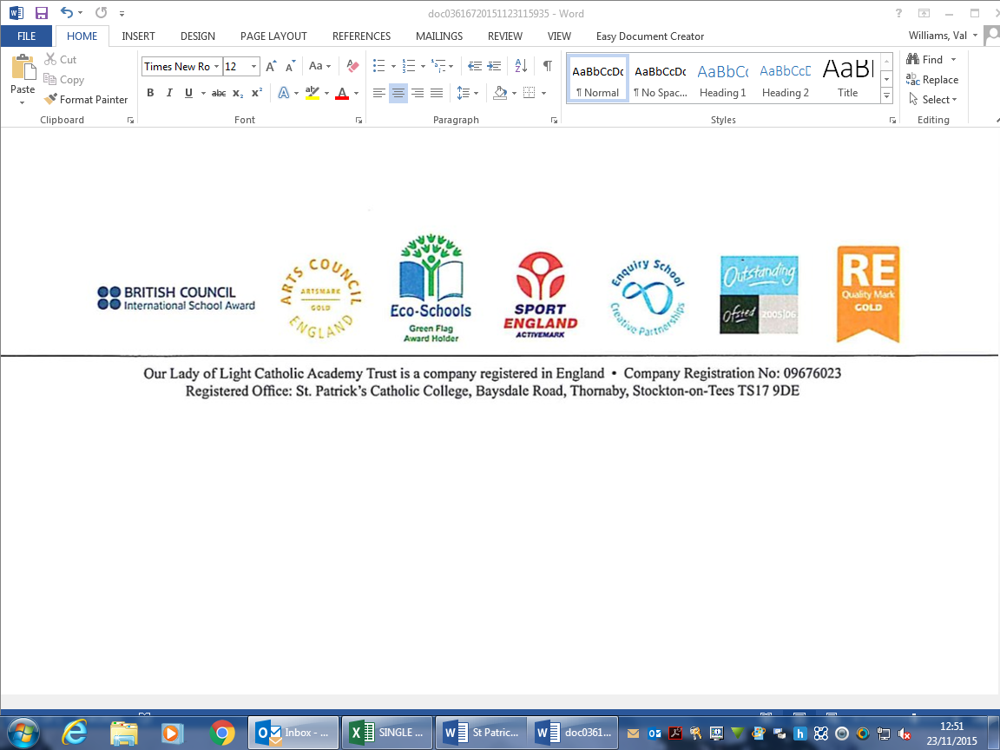 doc03616720151123115935 - Word
FILE HOME INSERT DESIGN PAGE LAYOUT REFERENCES MAILINGS REVIEW VIEW Easy Document Creator Williams, Val
Paste
Cut
Copy
Format Painter
Clipboard
Times New Ro 12
Font
Paragraph
AaBbCcDc AaBbCcDc AaBbCc AaBbCcD AaBl
¶ Normal ¶ No Spac... Heading 1 Heading 2 Title
Styles
Find
Replace
Select
Editing
BRITISH COUNCIL
International School Award
ARTS COUNCIL
ARTSMARK
GOLD
ENGLAND
Eco-Schools
Green Flag
Award Holder
SPORT
ENGLAND
ACTIVEMARK
Enquiry School
Creative Partnerships
Outstanding
Ofsted 2005|06
RE
Quality Mark
GOLD
Our Lady of Light Catholic Academy Trust is a company registered in England • Company Registration No: 09676023
Registered Office: St. Patrick's Catholic College, Baysdale Road, Thornaby, Stockton-on-Tees TS17 9DE
Inbox - ... SINGLE ... St Patric... doc0361...
12:51
23/11/2015